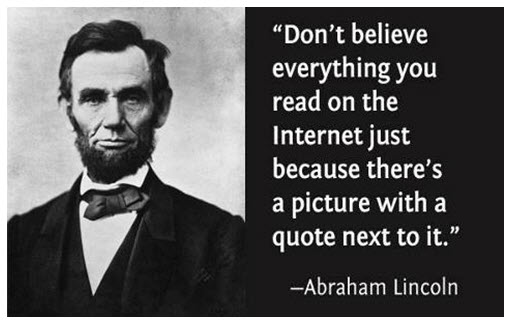 “Don’t believe
everything you
read on the
Internet just
because there’s
a picture with a
quote next to it.”
—Abraham Lincoln